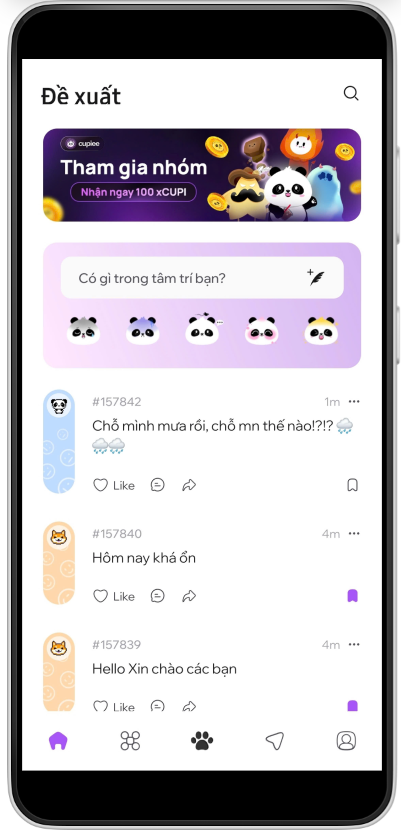 Đề xuất
cupiee
Tham gia nhóm
Nhận ngay 100 xCUPI
Có gì trong tâm trí bạn?
#157842 1m
Chỗ mình mưa rồi, chỗ mn thế nào!?!? 🌧️
🌧️🌧️
Like
#157840 4m
Hôm nay khá ổn
Like
#157839 4m
Hello Xin chào các bạn
Like